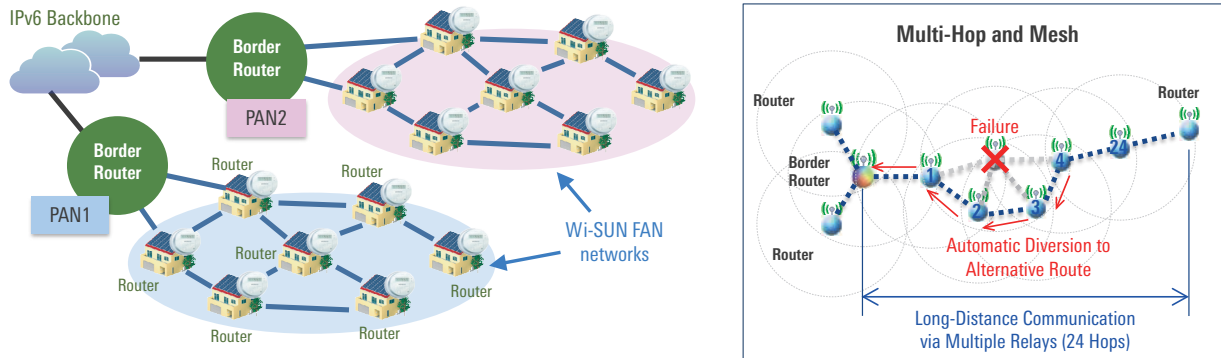 IPv6 Backbone
Border
Router
PAN2
Border
Router
PAN1
Router
Router
Router
Router
Router
Router
Router
Wi-SUN FAN
networks
Multi-Hop and Mesh
Router
Router
Failure
Border
Router
1
4
24
2
3
Router
Automatic Diversion to
Alternative Route
Long-Distance Communication
via Multiple Relays (24 Hops)